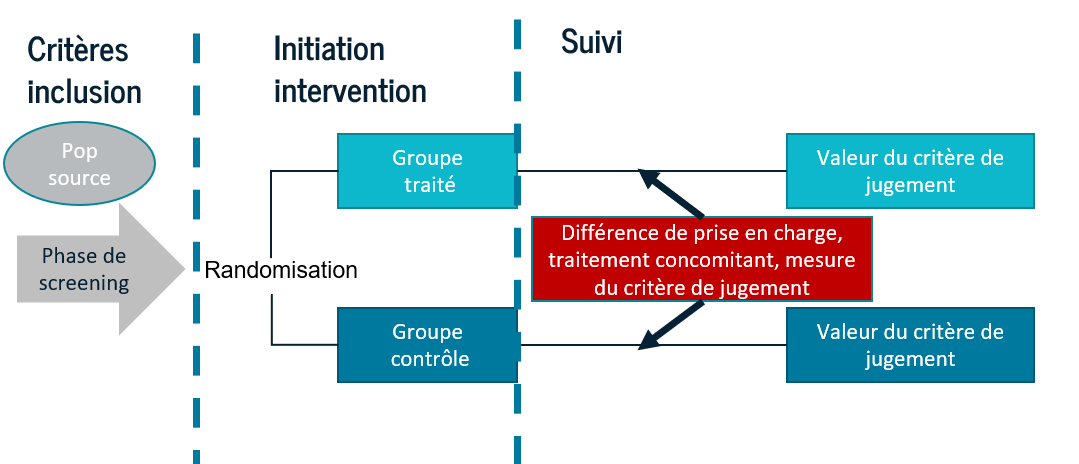 Critères
inclusion
Initiation
intervention
Suivi
Pop
source
Phase de
screening
Randomisation
Groupe
traité
Groupe
contrôle
Différence de prise en charge,
traitement concomitant, mesure
du critère de jugement
Valeur du critère de
jugement
Valeur du critère de
jugement